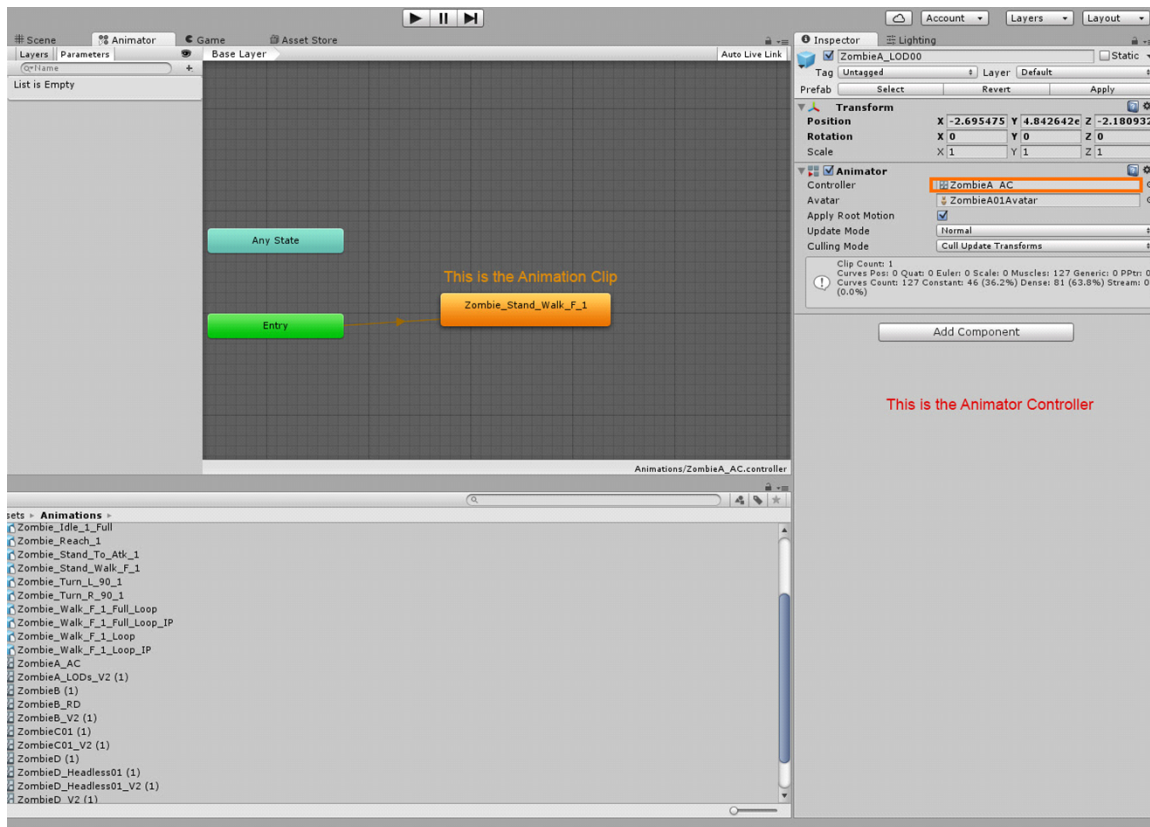 Account
Layers
Layout
Scene
Animator
Game
Asset Store
Layers
Parameters
Base Layer
Auto Live Link
Name
List is Empty
Any State
This is the Animation Clip
Zombie_Stand_Walk_F_1
Entry
Animations/ZombieA_AC.controller
Inspector
Lighting
ZombieA_LOD00
Static
Tag Untagged
Layer Default
Prefab Select Revert Apply
Transform
Position X -2.695475 Y 4.842642e Z -2.180932
Rotation X 0 Y 0 Z 0
Scale X 1 Y 1 Z 1
Animator
Controller ZombieA_AC
Avatar ZombieA01Avatar
Apply Root Motion
Update Mode Normal
Culling Mode Cull Update Transforms
Clip Count: 1
Curves Pos: 0 Quat: 0 Euler: 0 Scale: 0 Muscles: 127 Generic: 0 PPtr: 0
Curves Count: 127 Constant: 46 (36.2%) Dense: 81 (63.8%) Stream: 0
(0.0%)
Add Component
This is the Animator Controller
sets Animations
Zombie_Idle_1_Full
Zombie_Reach_1
Zombie_Stand_To_Atk_1
Zombie_Stand_Walk_F_1
Zombie_Turn_L_90_1
Zombie_Turn_R_90_1
Zombie_Walk_F_1_Full_Loop
Zombie_Walk_F_1_Full_Loop_IP
Zombie_Walk_F_1_Loop
Zombie_Walk_F_1_Loop_IP
ZombieA_AC
ZombieA_LODs_V2 (1)
ZombieB (1)
ZombieB_RD
ZombieB_V2 (1)
ZombieC01 (1)
ZombieC01_V2 (1)
ZombieD (1)
ZombieD_Headless01 (1)
ZombieD_Headless01_V2 (1)
ZombieD_V2 (1)